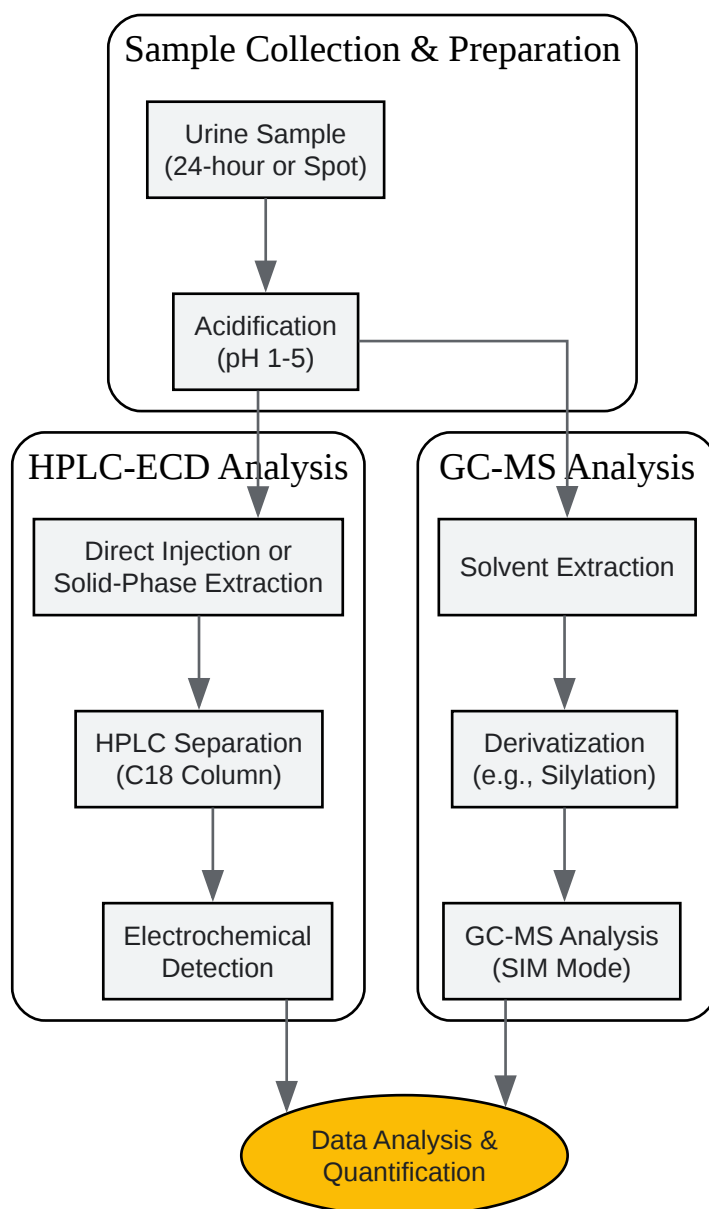 Sample Collection & Preparation
Urine Sample
(24-hour or Spot)
Acidification
(pH 1-5)
HPLC-ECD Analysis
Direct Injection or
Solid-Phase Extraction
HPLC Separation
(C18 Column)
Electrochemical
Detection
GC-MS Analysis
Solvent Extraction
Derivatization
(e.g., Silylation)
GC-MS Analysis
(SIM Mode)
Data Analysis &
Quantification